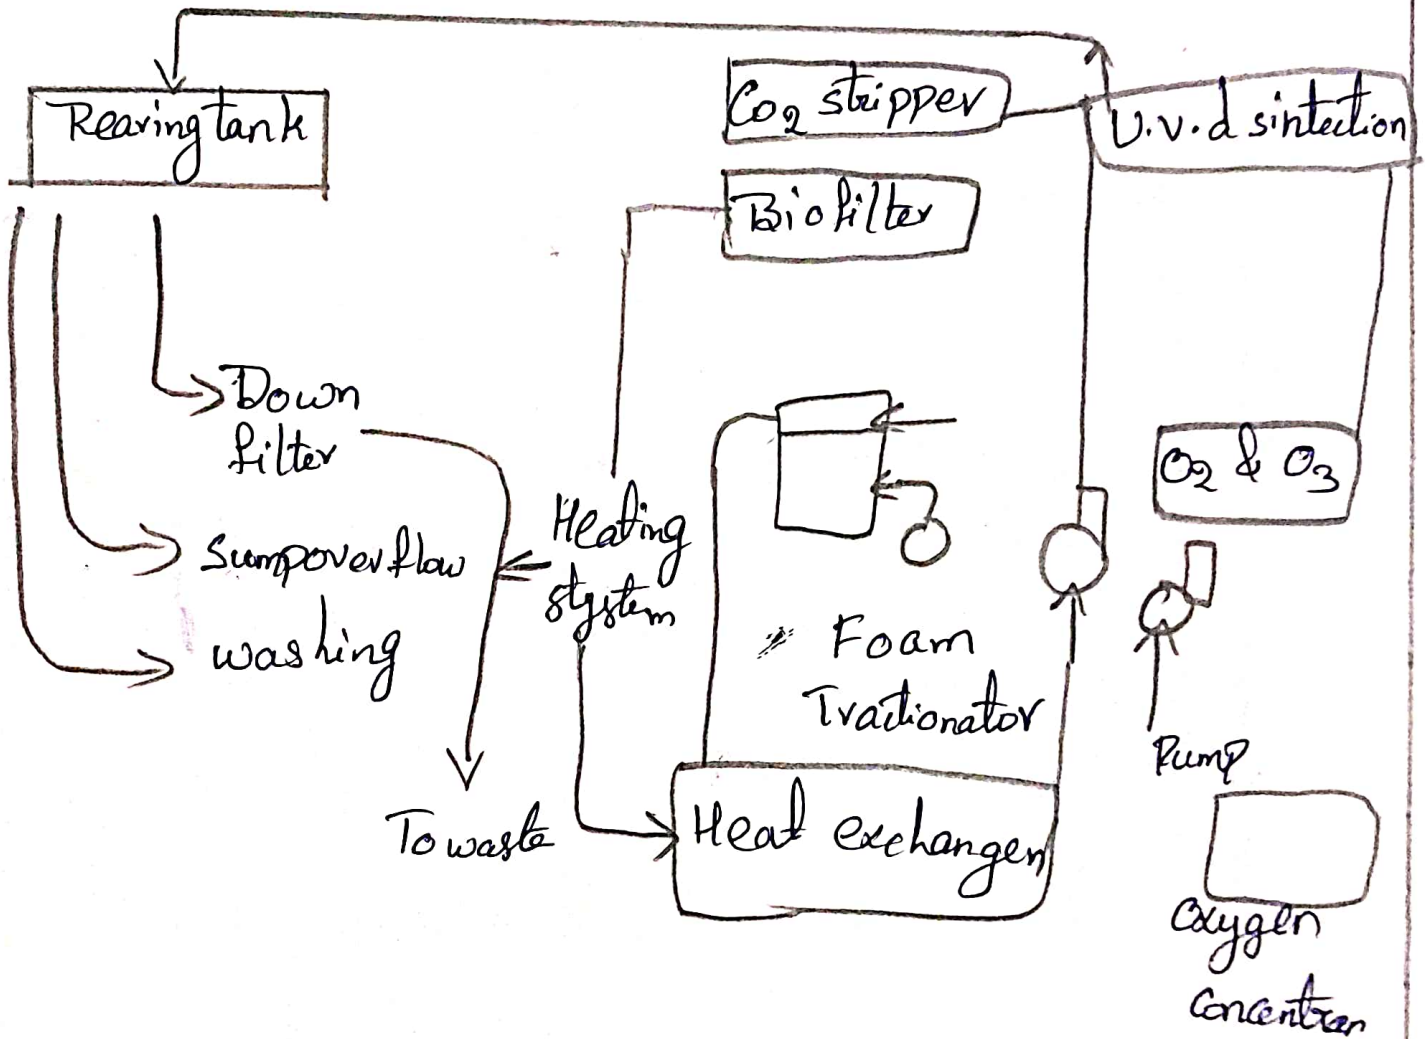 Rearing tank
Co2 stripper
U.v.d sintection
Biofilter
Down
filter
O2 & O3
Heating
stystem
sumpoverflow
washing
Foam
Tractionator
Pump
To waste
Heat exchanger
Oxygen
Concentran